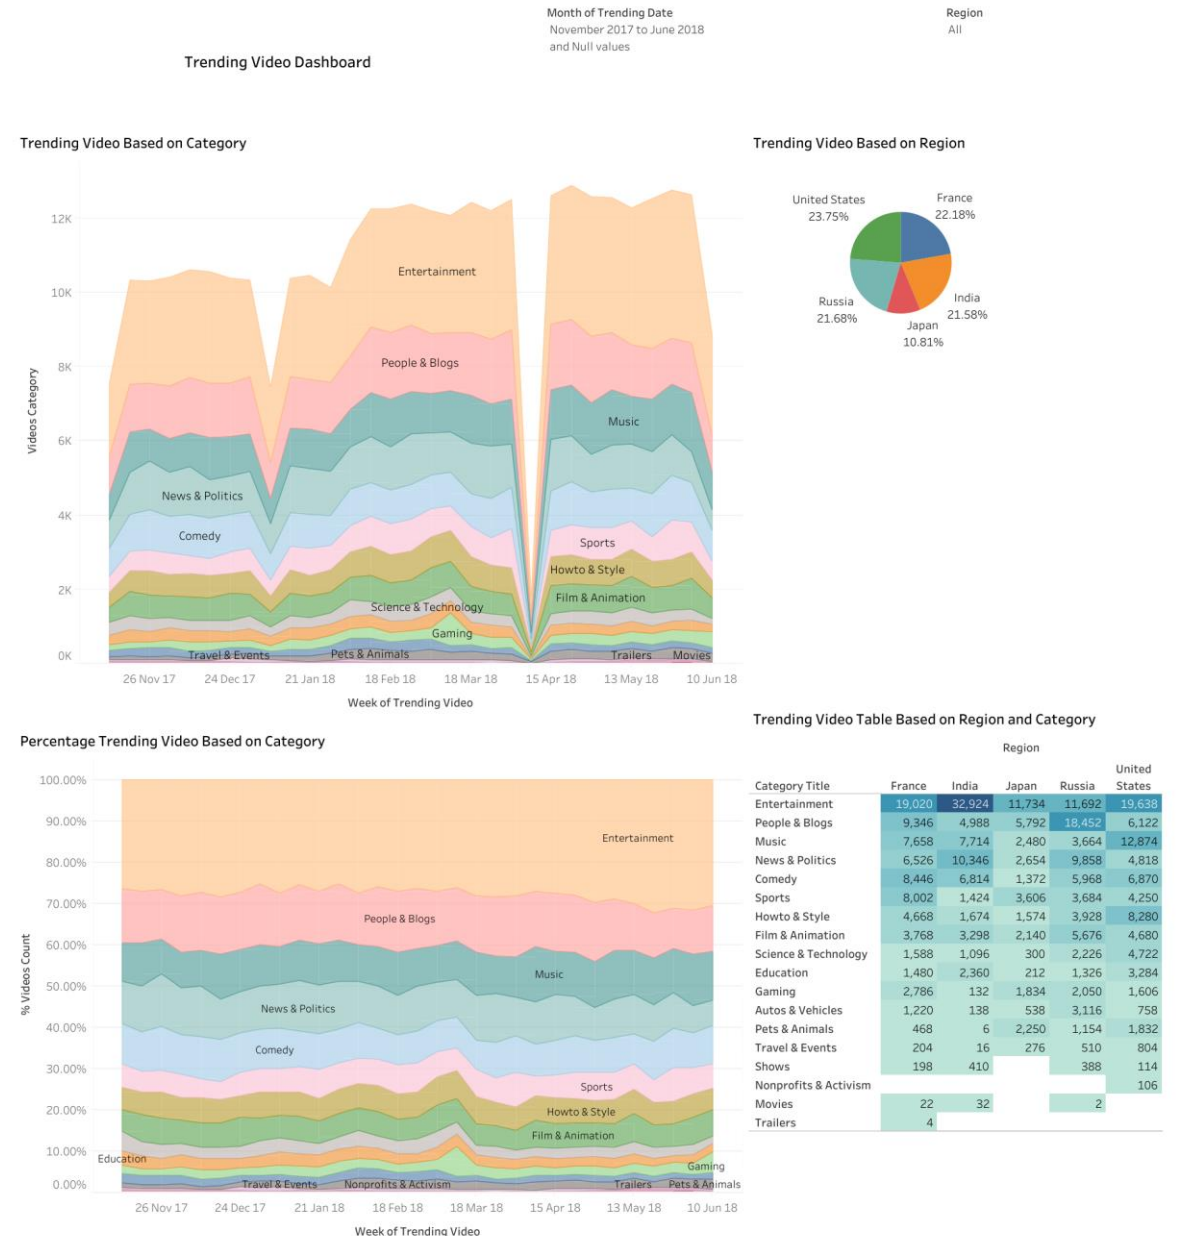 Month of Trending Date
November 2017 to June 2018
and Null values
Region
All
Trending Video Dashboard
Trending Video Based on Category
12K
10K
8K
6K
4K
2K
0K
Videos Category
Entertainment
People & Blogs
Music
News & Politics
Comedy
Sports
Howto & Style
Film & Animation
Science & Technology
Gaming
Travel & Events
Pets & Animals
Trailers
Movies
26 Nov 17
24 Dec 17
21 Jan 18
18 Feb 18
18 Mar 18
15 Apr 18
13 May 18
10 Jun 18
Week of Trending Video
Trending Video Based on Region
United States
23.75%
France
22.18%
Russia
21.68%
India
21.58%
Japan
10.81%
Percentage Trending Video Based on Category
100.00%
90.00%
80.00%
70.00%
60.00%
50.00%
40.00%
30.00%
20.00%
10.00%
0.00%
% Videos Count
Entertainment
People & Blogs
Music
News & Politics
Comedy
Sports
Howto & Style
Film & Animation
Education
Gaming
Travel & Events
Nonprofits & Activism
Trailers
Pets & Animals
26 Nov 17
24 Dec 17
21 Jan 18
18 Feb 18
18 Mar 18
15 Apr 18
13 May 18
10 Jun 18
Week of Trending Video
Trending Video Table Based on Region and Category
Region
Category Title France India Japan Russia United States
Entertainment 19,020 32,924 11,734 11,692 19,638
People & Blogs 9,346 4,988 5,792 18,452 6,122
Music 7,658 7,714 2,480 3,664 12,874
News & Politics 6,526 10,346 2,654 9,858 4,818
Comedy 8,446 6,814 1,372 5,968 6,870
Sports 8,002 1,424 3,606 3,684 4,250
Howto & Style 4,668 1,674 1,574 3,928 8,280
Film & Animation 3,768 3,298 2,140 5,676 4,680
Science & Technology 1,588 1,096 300 2,226 4,722
Education 1,480 2,360 212 1,326 3,284
Gaming 2,786 132 1,834 2,050 1,606
Autos & Vehicles 1,220 138 538 3,116 758
Pets & Animals 468 6 2,250 1,154 1,832
Travel & Events 204 16 276 510 804
Shows 198 410 388 114
Nonprofits & Activism 106
Movies 22 32 2
Trailers 4